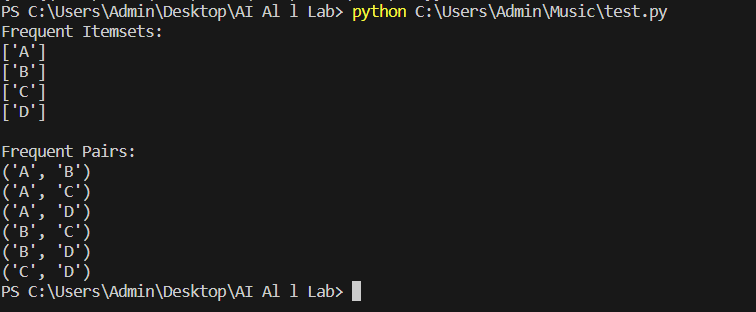 PS C:\Users\Admin\Desktop\AI Al l Lab> python C:\Users\Admin\Music\test.py
Frequent Itemsets:
['A']
['B']
['C']
['D']
Frequent Pairs:
('A', 'B')
('A', 'C')
('A', 'D')
('B', 'C')
('B', 'D')
('C', 'D')
PS C:\Users\Admin\Desktop\AI Al l Lab>